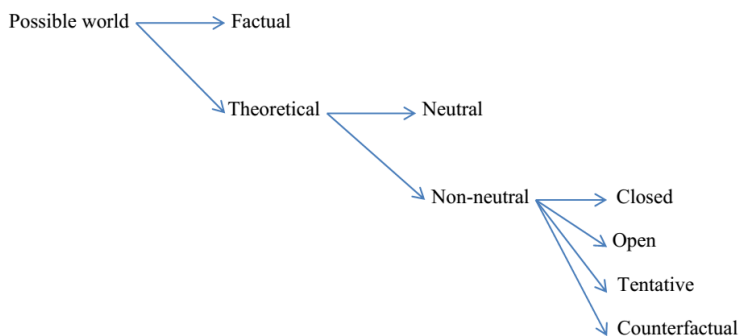 Possible world Factual
Theoretical Neutral
Non-neutral Closed
Open
Tentative
Counterfactual